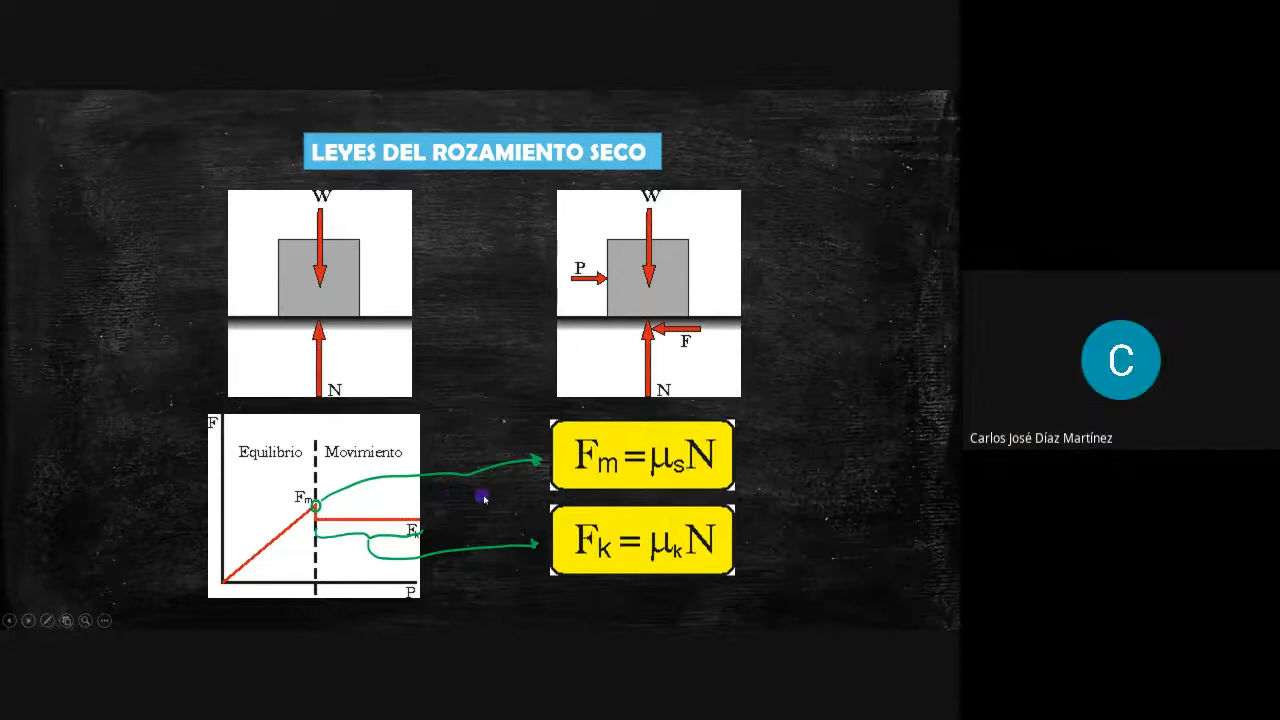 LEYES DEL ROZAMIENTO SECO
W
N
W
P
F
N
F
Equilibrio
Movimiento
Fm
Fk
P
Fm = μsN
Fk = μkN
C
Carlos José Díaz Martínez